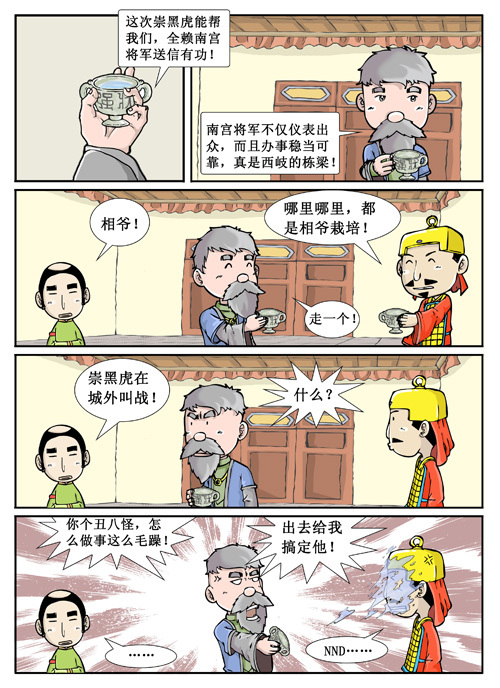 这次崇黑虎能帮
我们，全赖南宫
将军送信有功！
南宫将军不仅仪表出
众，而且办事稳当可
靠，真是西岐的栋梁！
相爷！
哪里哪里，都
是相爷栽培！
走一个！
崇黑虎在
城外叫战！
什么？
你个丑八怪，怎
么做事这么毛躁！
出去给我
搞定他！
……
NND……